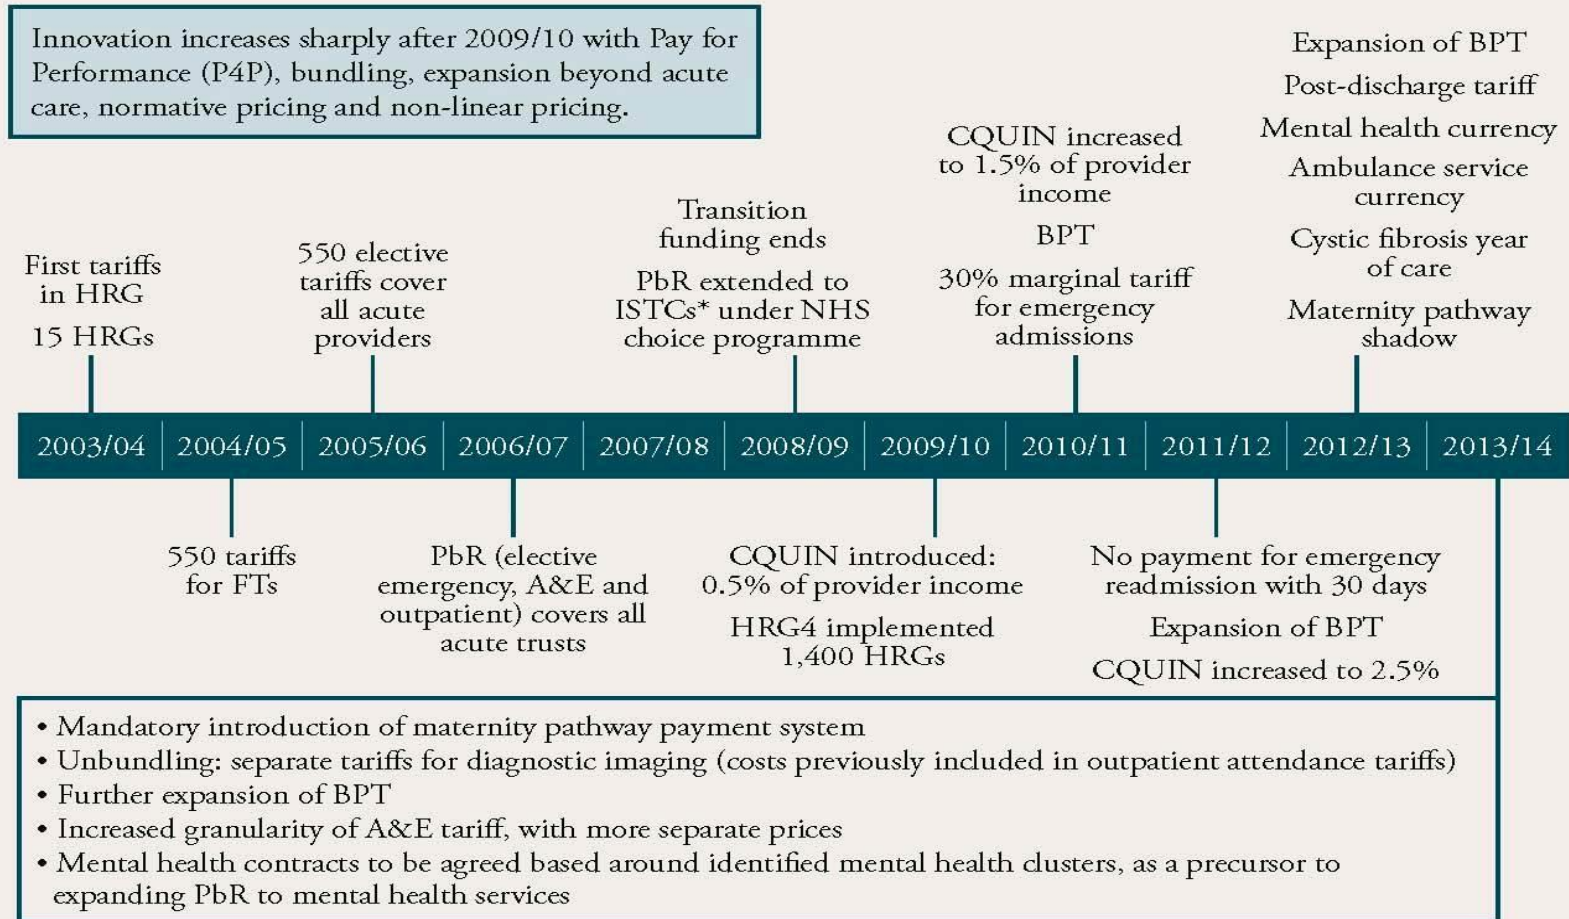 Innovation increases sharply after 2009/10 with Pay for
Performance (P4P), bundling, expansion beyond acute
care, normative pricing and non-linear pricing.
First tariffs
in HRG
15 HRGs
550 elective
tariffs cover
all acute
providers
Transition
funding ends
PbR extended to
ISTCs* under NHS
choice programme
CQUIN increased
to 1.5% of provider
income
BPT
30% marginal tariff
for emergency
admissions
Expansion of BPT
Post-discharge tariff
Mental health currency
Ambulance service
currency
Cystic fibrosis year
of care
Maternity pathway
shadow
2003/04 2004/05 2005/06 2006/07 2007/08 2008/09 2009/10 2010/11 2011/12 2012/13 2013/14
550 tariffs
for FTs
PbR (elective
emergency, A&E and
outpatient) covers all
acute trusts
CQUIN introduced:
0.5% of provider income
HRG4 implemented
1,400 HRGs
No payment for emergency
readmission with 30 days
Expansion of BPT
CQUIN increased to 2.5%
• Mandatory introduction of maternity pathway payment system
• Unbundling: separate tariffs for diagnostic imaging (costs previously included in outpatient attendance tariffs)
• Further expansion of BPT
• Increased granularity of A&E tariff, with more separate prices
• Mental health contracts to be agreed based around identified mental health clusters, as a precursor to
expanding PbR to mental health services